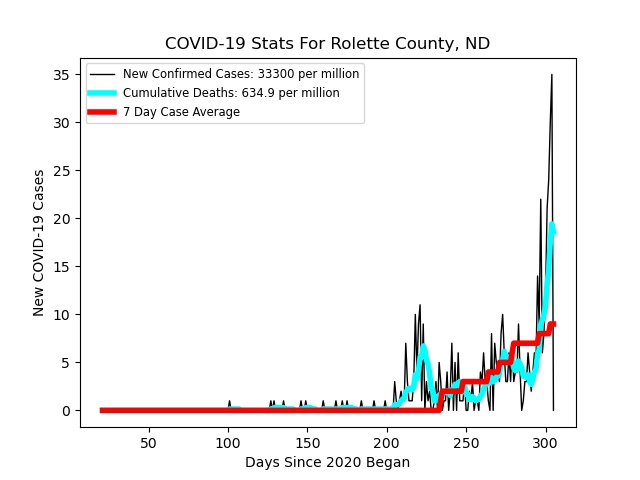 COVID-19 Stats For Rolette County, ND
New Confirmed Cases: 33300 per million
Cumulative Deaths: 634.9 per million
7 Day Case Average
New COVID-19 Cases
35
30
25
20
15
10
5
0
50 100 150 200 250 300
Days Since 2020 Began